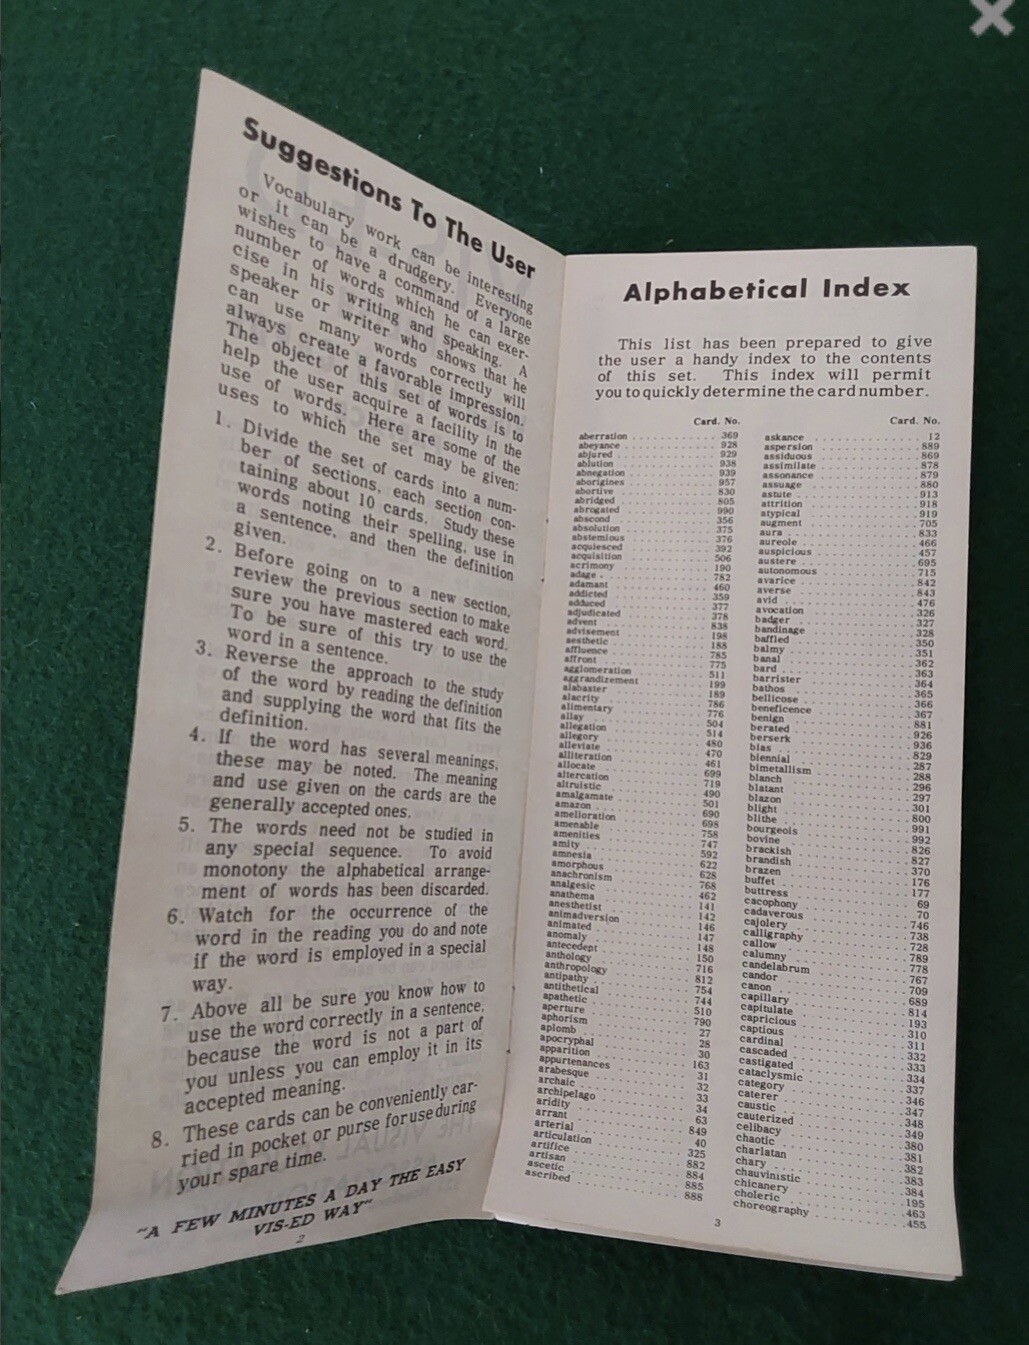 Suggestions To The User
Vocabulary work can be interesting
or it can be a drudgery. Everyone
wishes to have a command of a large
number of words which he can exer-
cise in his writing and speaking. A
speaker or writer who shows that he
can use many words correctly will
always create a favorable impression.
The object of this set of words is to
help the user acquire a facility in the
use of words. Here are some of the
uses to which the set may be given:
1. Divide the set of cards into a num-
ber of sections, each section con-
taining about 10 cards. Study these
words noting their spelling, use in
a sentence, and then the definition
given.
2. Before going on to a new section,
review the previous section to make
sure you have mastered each word.
To be sure of this try to use the
word in a sentence.
3. Reverse the approach to the study
of the word by reading the definition
and supplying the word that fits the
definition.
4. If the word has several meanings,
these may be noted. The meaning
and use given on the cards are the
generally accepted ones.
5. The words need not be studied in
any special sequence. To avoid
monotony the alphabetical arrange-
ment of words has been discarded.
6. Watch for the occurrence of the
word in the reading you do and note
if the word is employed in a special
way.
7. Above all be sure you know how to
use the word correctly in a sentence,
because the word is not a part of
you unless you can employ it in its
accepted meaning.
8. These cards can be conveniently car-
ried in pocket or purse for use during
your spare time.
"A FEW MINUTES A DAY THE EASY
VIS-ED WAY"
2
Alphabetical Index
This list has been prepared to give
the user a handy index to the contents
of this set. This index will permit
you to quickly determine the card number.
Card. No.
aberration 369
abeyance 928
abjured 929
ablution 938
abnegation 939
aborigines 957
abortive 830
abridged 805
abrogated 990
abscond 356
absolution 375
abstemious 376
acquiesced 392
acquisition 506
acrimony 190
adage 782
adamant 460
addicted 359
adduced 377
adjudicated 378
advent 838
advisement 198
aesthetic 188
affluence 785
affront 775
agglomeration 511
aggrandizement 199
alabaster 189
alacrity 786
alimentary 776
allay 504
allegation 514
allegory 480
alleviate 470
alliteration 461
allocate 699
altercation 719
altruistic 490
amalgamate 501
amazon 690
amelioration 698
amenable 758
amenities 747
amity 592
amnesia 622
amorphous 628
anachronism 768
analgesic 462
anathema 141
anesthetist 142
animadversion 146
animated 147
anomaly 148
antecedept 150
anthology 716
anthropology 812
antipathy 754
antithetical 744
apathetic 510
aperture 790
aphorism 27
aplomb 28
apocryphal 30
apparition 163
appurtenances 31
arabesque 32
archaic 33
archipelago 34
aridity 63
arrant 849
arterial 40
articulation 325
artifice 882
artisan 884
ascetic 885
ascribed 888
Card. No.
askance 12
aspersion 889
assiduous 869
assimilate 878
assonance 879
assuage 880
astute 913
attrition 918
atypical 919
augment 705
aura 833
aureole 466
auspicious 457
austere 695
autonomous 715
avarice 842
averse 843
avid 476
avocation 326
badger 327
bandinage 328
baffled 350
balmy 351
banal 362
bard 363
barrister 364
bathos 365
bellicose 366
beneficence 367
benign 881
berated 926
berserk 936
bias 829
biennial 287
bimetallism 288
blanch 296
blatant 297
blazon 301
blight 800
blithe 991
bourgeois 992
bovine 826
brackish 827
brandish 370
brazen 176
buffet 177
buttress 69
cacophony 70
cadaverous 746
cajolery 738
calligraphy 728
callow 789
calumny 778
candelabrum 767
candor 709
canon 689
capillary 814
capitulate 193
capricious 310
captious 311
cardinal 332
cascaded 333
castigated 334
cataclysmic 337
category 346
caterer 347
caustic 348
cauterized 349
celibacy 380
chaotic 381
charlatan 382
chary 383
chauvinistic 384
chicanery 195
choleric 463
choreography 455
3